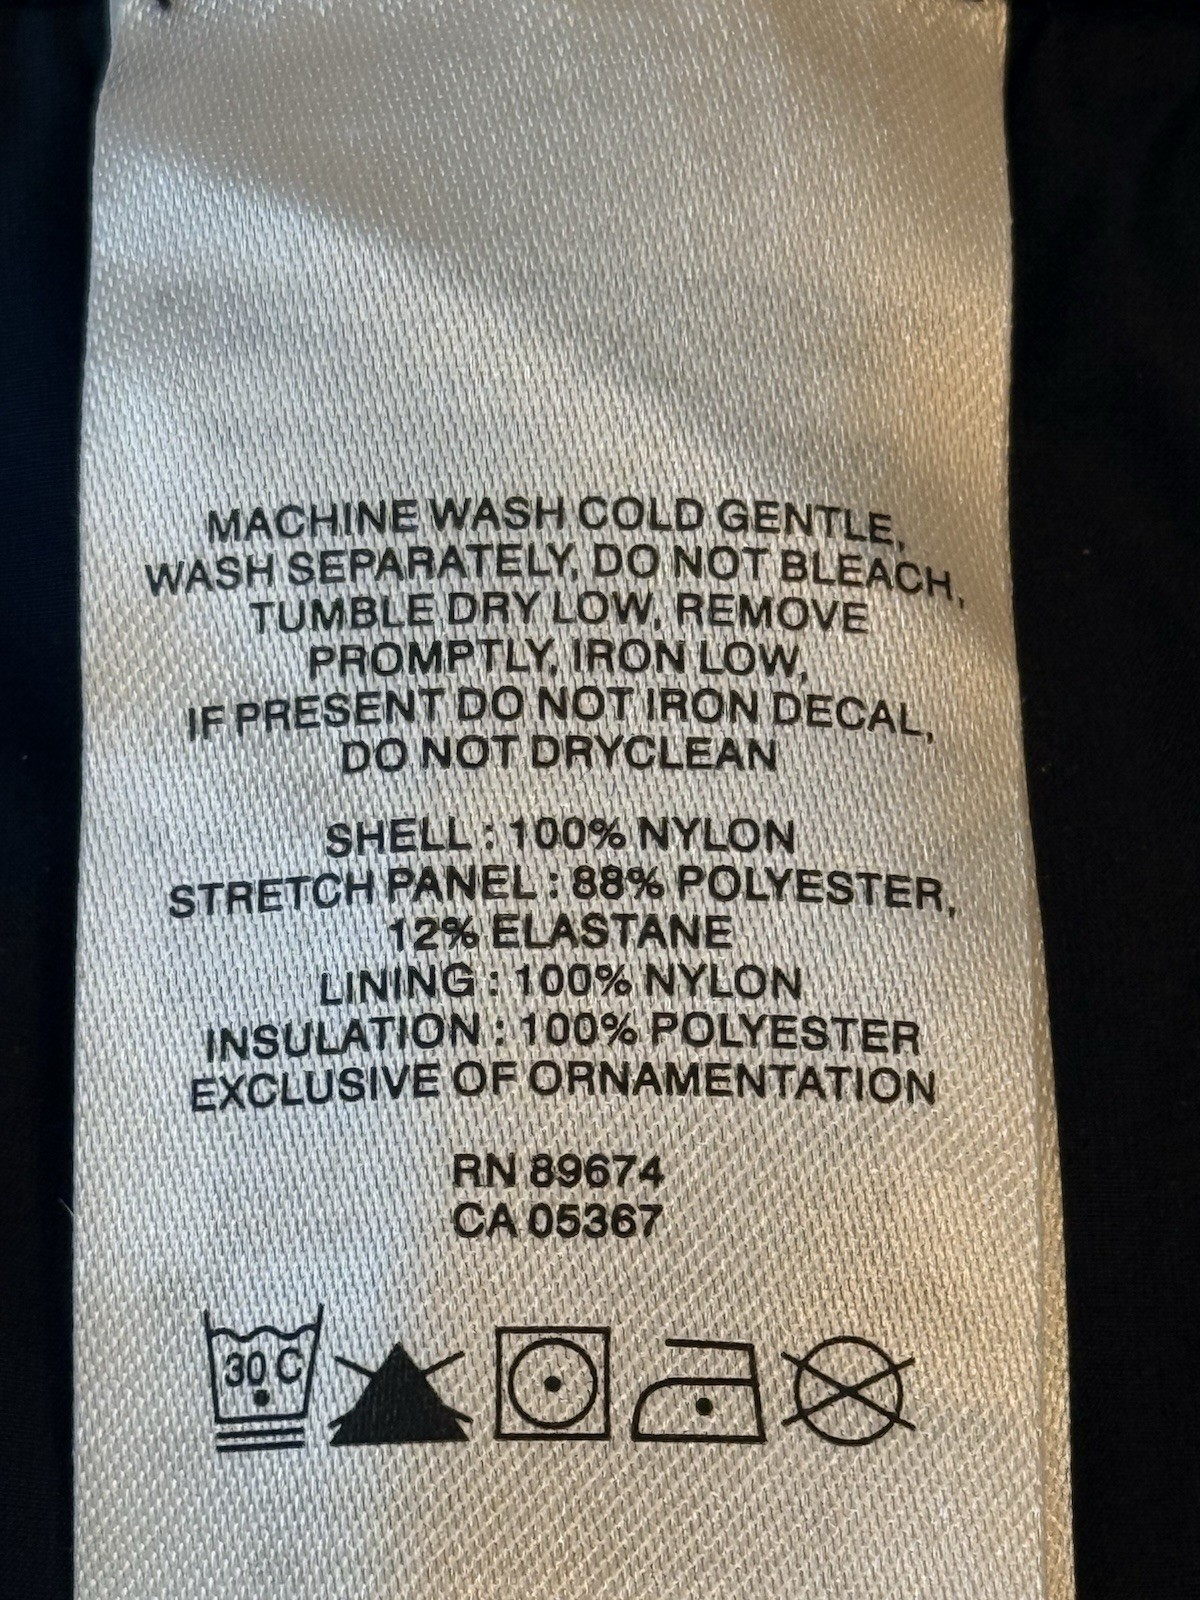 MACHINE WASH COLD GENTLE,
WASH SEPARATELY, DO NOT BLEACH,
TUMBLE DRY LOW, REMOVE
PROMPTLY, IRON LOW,
IF PRESENT DO NOT IRON DECAL,
DO NOT DRYCLEAN
SHELL : 100% NYLON
STRETCH PANEL : 88% POLYESTER,
12% ELASTANE
LINING : 100% NYLON
INSULATION : 100% POLYESTER
EXCLUSIVE OF ORNAMENTATION
RN 89674
CA 05367
30 C